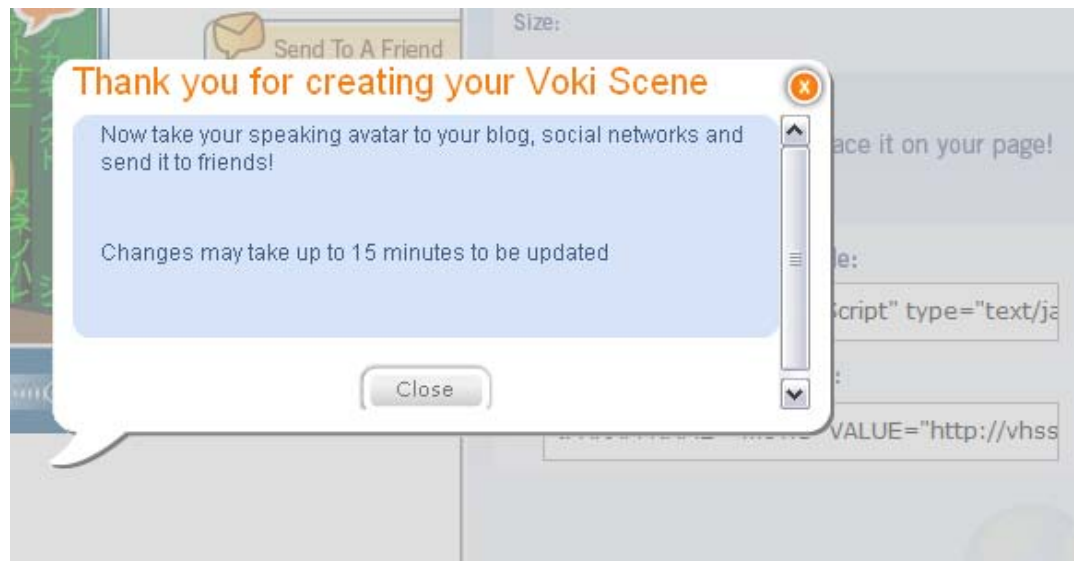 Size:
Send To A Friend
Thank you for creating your Voki Scene
Now take your speaking avatar to your blog, social networks and
send it to friends!
ace it on your page!
Changes may take up to 15 minutes to be updated
e:
cript" type="text/ja
Close
:
VALUE="http://vhss